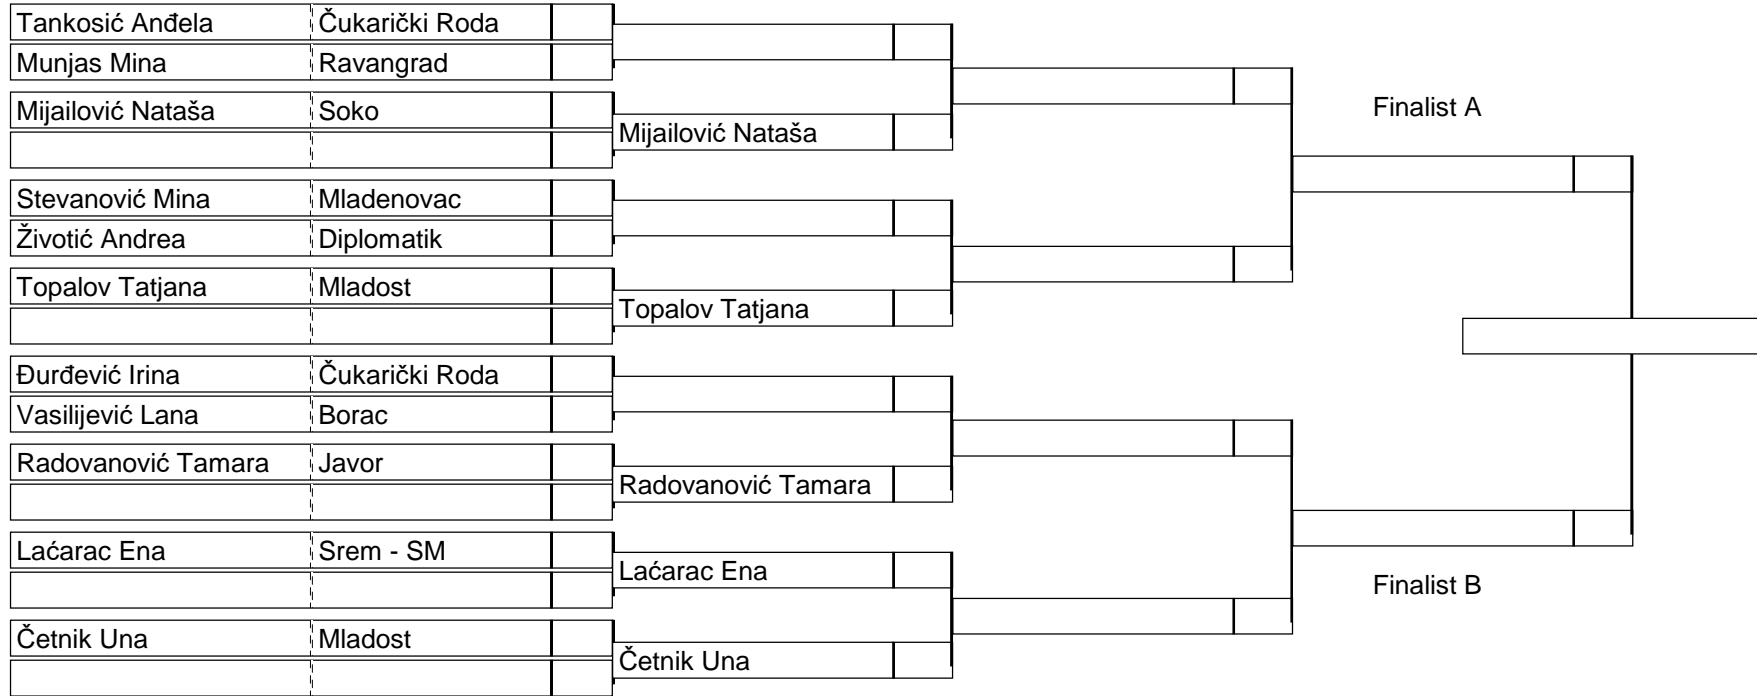 Tankosić Anđela Čukarički Roda
Munjas Mina Ravangrad
Mijailović Nataša Soko
Finalist A
Mijailović Nataša
Stevanović Mina Mladenovac
Životić Andrea Diplomatik
Topalov Tatjana Mladost
Topalov Tatjana
Đurđević Irina Čukarički Roda
Vasilijević Lana Borac
Radovanović Tamara Javor
Radovanović Tamara
Laćarac Ena Srem - SM
Laćarac Ena
Finalist B
Četnik Una Mladost
Četnik Una